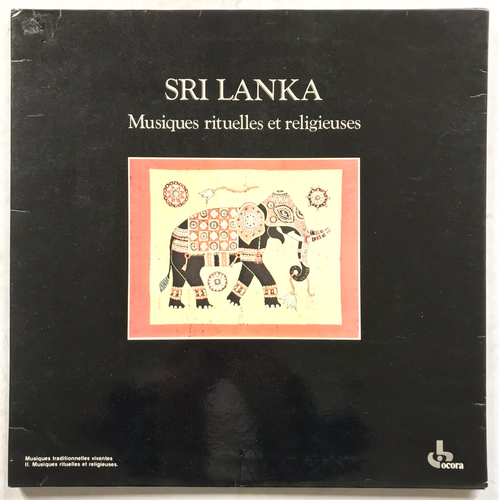 SRI LANKA
Musiques rituelles et religieuses
Musiques traditionnelles vivantes
II. Musiques rituelles et religieuses.
ocora